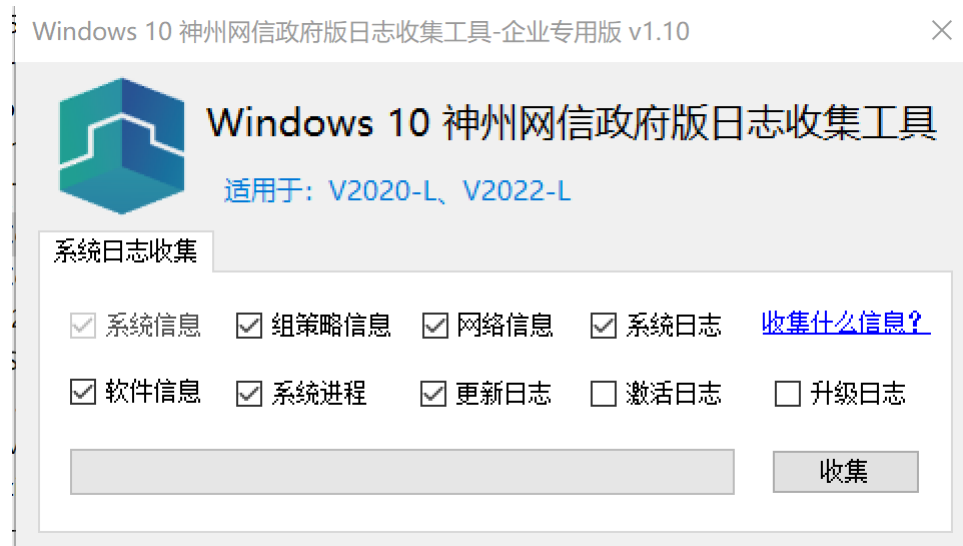 Windows 10 神州网信政府版日志收集工具-企业专用版 v1.10
Windows 10 神州网信政府版日志收集工具
适用于：V2020-L、V2022-L
系统日志收集
系统信息 组策略信息 网络信息 系统日志 收集什么信息？
软件信息 系统进程 更新日志 激活日志 升级日志
收集